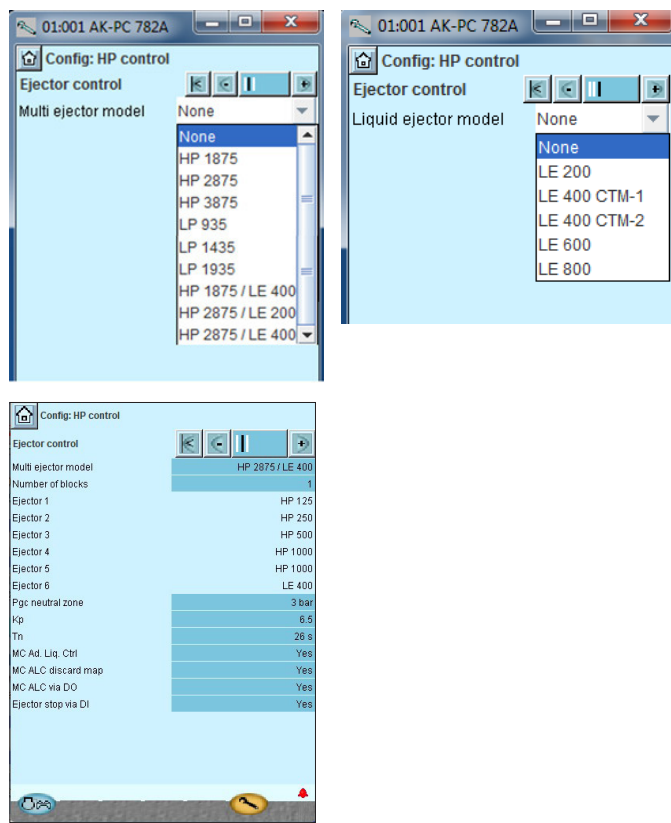 01:001 AK-PC 782A
Config: HP control
Ejector control
Multi ejector model None
None
HP 1875
HP 2875
HP 3875
LP 935
LP 1435
LP 1935
HP 1875 / LE 400
HP 2875 / LE 200
HP 2875 / LE 400
01:001 AK-PC 782A
Config: HP control
Ejector control
Liquid ejector model None
None
LE 200
LE 400 CTM-1
LE 400 CTM-2
LE 600
LE 800
Config: HP control
Ejector control
Multi ejector model HP 2875 / LE 400
Number of blocks 1
Ejector 1 HP 125
Ejector 2 HP 250
Ejector 3 HP 500
Ejector 4 HP 1000
Ejector 5 HP 1000
Ejector 6 LE 400
Pgc neutral zone 3 bar
Kp 6.5
Tn 26 s
MC Ad. Liq. Ctrl Yes
MC ALC discard map Yes
MC ALC via DO Yes
Ejector stop via DI Yes